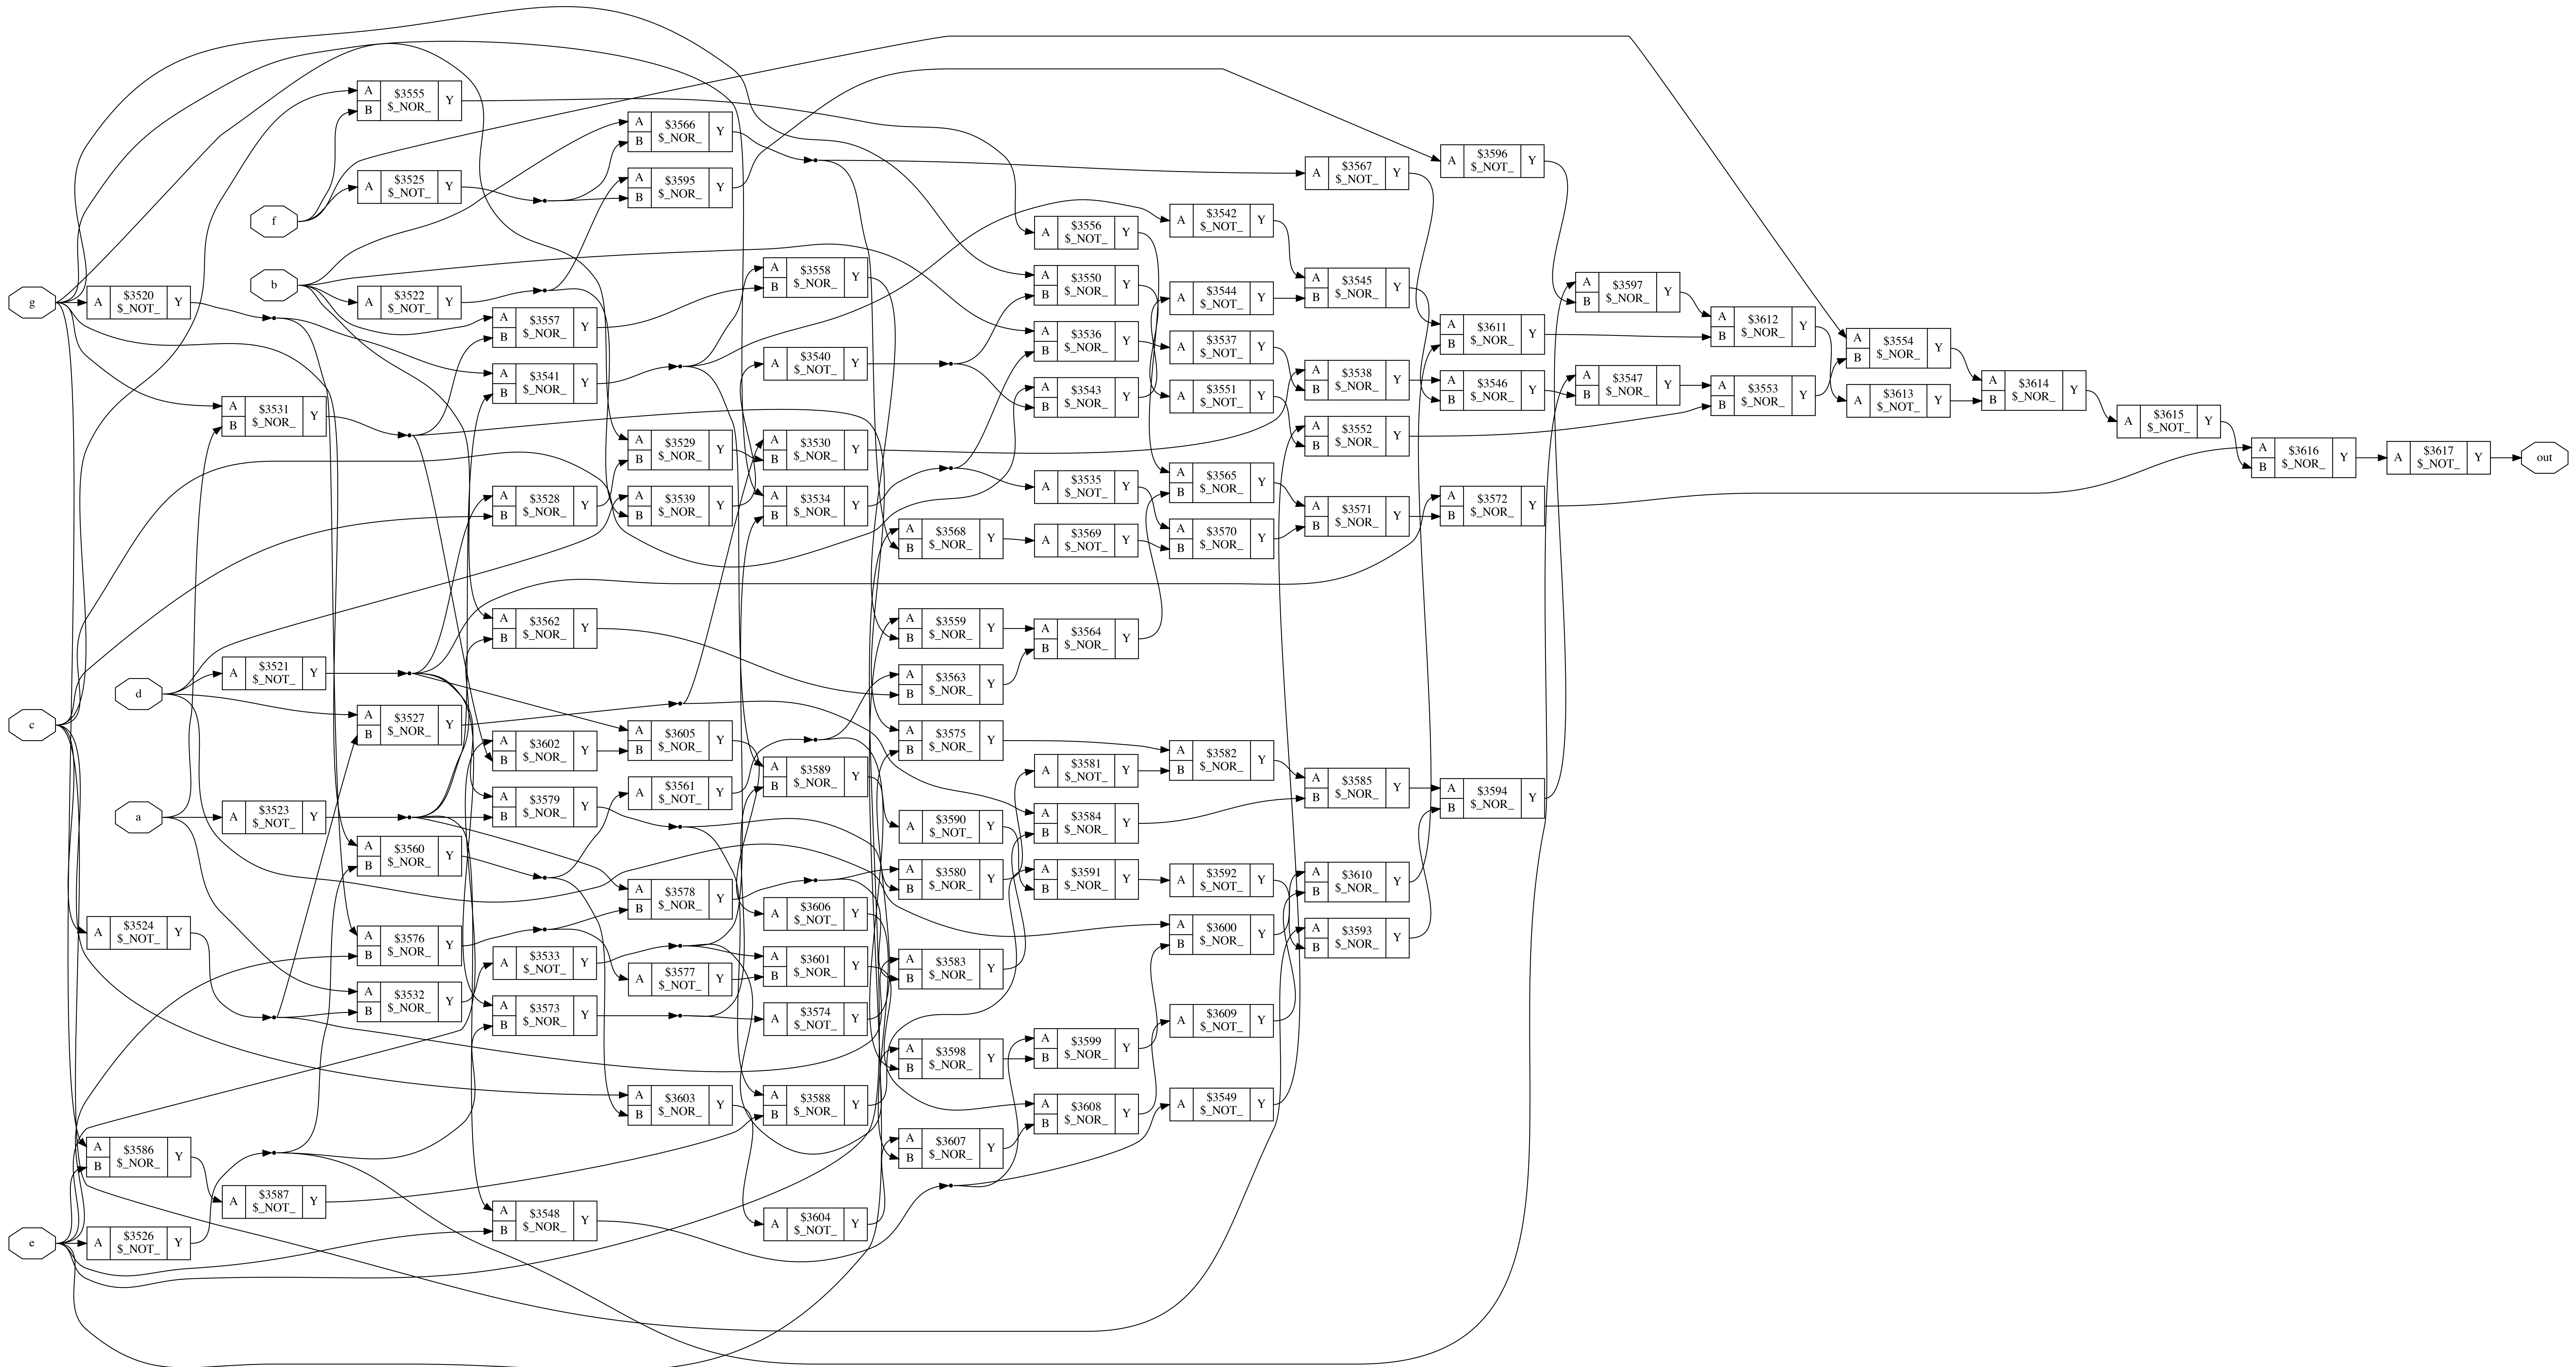 g
c
e
A $3520 Y
$_NOT_
A $3524 Y
$_NOT_
A $3586 Y
B $_NOR_
A $3526 Y
$_NOT_
d
a
f
b
A $3531 Y
B $_NOR_
A $3521 Y
$_NOT_
A $3523 Y
$_NOT_
A $3587 Y
$_NOT_
A $3555 Y
B $_NOR_
A $3525 Y
$_NOT_
A $3522 Y
$_NOT_
A $3527 Y
B $_NOR_
A $3560 Y
B $_NOR_
A $3576 Y
B $_NOR_
A $3532 Y
B $_NOR_
A $3557 Y
B $_NOR_
A $3541 Y
B $_NOR_
A $3528 Y
B $_NOR_
A $3562 Y
B $_NOR_
A $3602 Y
B $_NOR_
A $3579 Y
B $_NOR_
A $3533 Y
$_NOT_
A $3573 Y
B $_NOR_
A $3548 Y
B $_NOR_
A $3566 Y
B $_NOR_
A $3595 Y
B $_NOR_
A $3529 Y
B $_NOR_
A $3539 Y
B $_NOR_
A $3605 Y
B $_NOR_
A $3561 Y
$_NOT_
A $3578 Y
B $_NOR_
A $3577 Y
$_NOT_
A $3603 Y
B $_NOR_
A $3558 Y
B $_NOR_
A $3540 Y
$_NOT_
A $3530 Y
B $_NOR_
A $3534 Y
B $_NOR_
A $3589 Y
B $_NOR_
A $3606 Y
$_NOT_
A $3601 Y
B $_NOR_
A $3574 Y
$_NOT_
A $3588 Y
B $_NOR_
A $3604 Y
$_NOT_
A $3568 Y
B $_NOR_
A $3559 Y
B $_NOR_
A $3563 Y
B $_NOR_
A $3575 Y
B $_NOR_
A $3590 Y
$_NOT_
A $3580 Y
B $_NOR_
A $3583 Y
B $_NOR_
A $3598 Y
B $_NOR_
A $3607 Y
B $_NOR_
A $3556 Y
$_NOT_
A $3550 Y
B $_NOR_
A $3536 Y
B $_NOR_
A $3543 Y
B $_NOR_
A $3535 Y
$_NOT_
A $3569 Y
$_NOT_
A $3564 Y
B $_NOR_
A $3581 Y
$_NOT_
A $3584 Y
B $_NOR_
A $3591 Y
B $_NOR_
A $3599 Y
B $_NOR_
A $3608 Y
B $_NOR_
A $3542 Y
$_NOT_
A $3544 Y
$_NOT_
A $3537 Y
$_NOT_
A $3551 Y
$_NOT_
A $3565 Y
B $_NOR_
A $3570 Y
B $_NOR_
A $3582 Y
B $_NOR_
A $3592 Y
$_NOT_
A $3600 Y
B $_NOR_
A $3609 Y
$_NOT_
A $3549 Y
$_NOT_
A $3567 Y
$_NOT_
A $3545 Y
B $_NOR_
A $3538 Y
B $_NOR_
A $3552 Y
B $_NOR_
A $3571 Y
B $_NOR_
A $3585 Y
B $_NOR_
A $3610 Y
B $_NOR_
A $3593 Y
B $_NOR_
A $3596 Y
$_NOT_
A $3611 Y
B $_NOR_
A $3546 Y
B $_NOR_
A $3572 Y
B $_NOR_
A $3594 Y
B $_NOR_
A $3597 Y
B $_NOR_
A $3547 Y
B $_NOR_
A $3612 Y
B $_NOR_
A $3553 Y
B $_NOR_
A $3554 Y
B $_NOR_
A $3613 Y
$_NOT_
A $3614 Y
B $_NOR_
A $3615 Y
$_NOT_
A $3616 Y
B $_NOR_
A $3617 Y
$_NOT_
out